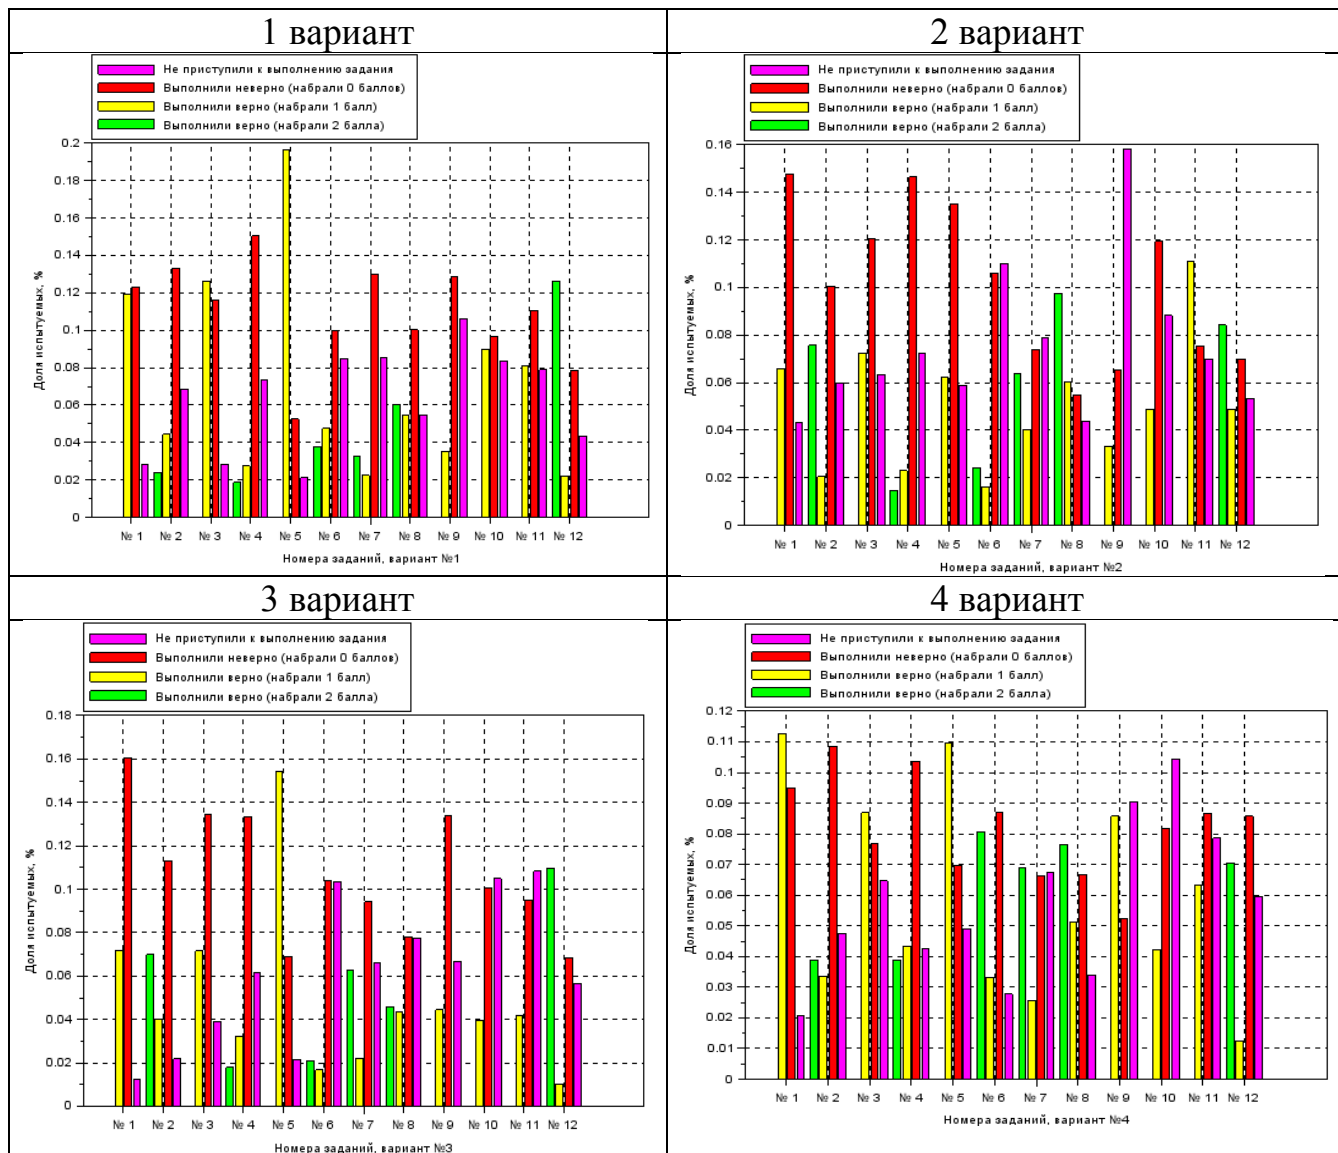 1 вариант
Не приступили к выполнению задания
Выполнили неверно (набрали 0 баллов)
Выполнили верно (набрали 1 балл)
Выполнили верно (набрали 2 балла)
Доля испытуемых, %
0.2
0.18
0.16
0.14
0.12
0.1
0.08
0.06
0.04
0.02
0
№ 1 № 2 № 3 № 4 № 5 № 6 № 7 № 8 № 9 № 10 № 11 № 12
Номера заданий, вариант №1
2 вариант
Не приступили к выполнению задания
Выполнили неверно (набрали 0 баллов)
Выполнили верно (набрали 1 балл)
Выполнили верно (набрали 2 балла)
Доля испытуемых, %
0.16
0.14
0.12
0.1
0.08
0.06
0.04
0.02
0
№ 1 № 2 № 3 № 4 № 5 № 6 № 7 № 8 № 9 № 10 № 11 № 12
Номера заданий, вариант №2
3 вариант
Не приступили к выполнению задания
Выполнили неверно (набрали 0 баллов)
Выполнили верно (набрали 1 балл)
Выполнили верно (набрали 2 балла)
Доля испытуемых, %
0.18
0.16
0.14
0.12
0.1
0.08
0.06
0.04
0.02
0
№ 1 № 2 № 3 № 4 № 5 № 6 № 7 № 8 № 9 № 10 № 11 № 12
Номера заданий, вариант №3
4 вариант
Не приступили к выполнению задания
Выполнили неверно (набрали 0 баллов)
Выполнили верно (набрали 1 балл)
Выполнили верно (набрали 2 балла)
Доля испытуемых, %
0.12
0.11
0.1
0.09
0.08
0.07
0.06
0.05
0.04
0.03
0.02
0.01
0
№ 1 № 2 № 3 № 4 № 5 № 6 № 7 № 8 № 9 № 10 № 11 № 12
Номера заданий, вариант №4